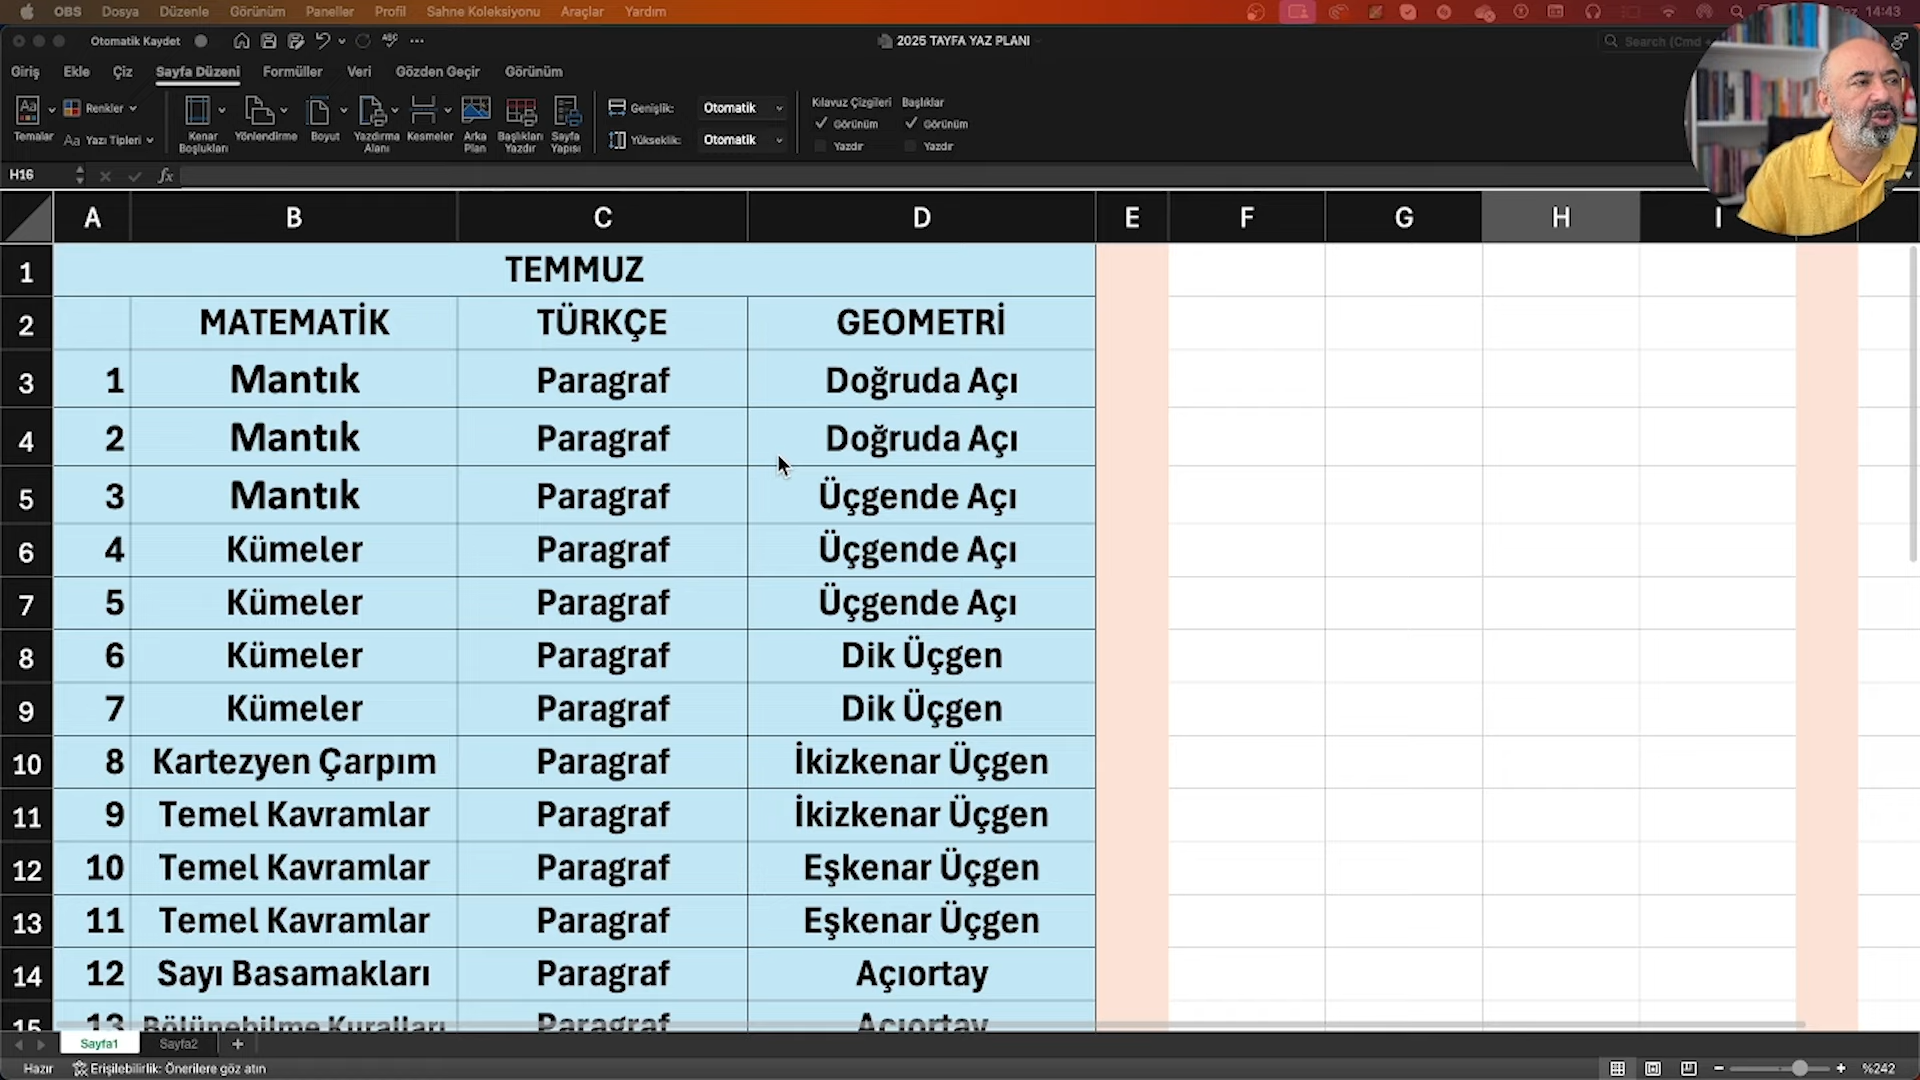 OBS Dosya Düzenle Görünüm Paneller Profil Sahne Koleksiyonu Araçlar Yardım 14:43
Otomatik Kaydet ABC ... 2025 TAYFA YAZ PLANI Search (Cmd
Giriş Ekle Çiz Sayfa Düzeni Formüller Veri Gözden Geçir Görünüm
Temalar Renkler Aa Yazı Tipleri Kenar Boşlukları Yönlendirme Boyut Yazdırma Alanı Kesmeler Arka Plan Başlıkları Yazdır Sayfa Yapısı Genişlik: Otomatik Yükseklik: Otomatik Kılavuz Çizgileri Görünüm Yazdır Başlıklar Görünüm Yazdır
H16 fx
A B C D E F G H I
1 TEMMUZ
2 MATEMATİK TÜRKÇE GEOMETRİ
3 1 Mantık Paragraf Doğruda Açı
4 2 Mantık Paragraf Doğruda Açı
5 3 Mantık Paragraf Üçgende Açı
6 4 Kümeler Paragraf Üçgende Açı
7 5 Kümeler Paragraf Üçgende Açı
8 6 Kümeler Paragraf Dik Üçgen
9 7 Kümeler Paragraf Dik Üçgen
10 8 Kartezyen Çarpım Paragraf İkizkenar Üçgen
11 9 Temel Kavramlar Paragraf İkizkenar Üçgen
12 10 Temel Kavramlar Paragraf Eşkenar Üçgen
13 11 Temel Kavramlar Paragraf Eşkenar Üçgen
14 12 Sayı Basamakları Paragraf Açıortay
15 13 Bölünebilme Kuralları Paragraf Açıortay
Sayfa1 Sayfa2 +
Hazır Erişilebilirlik: Önerilere göz atın %242